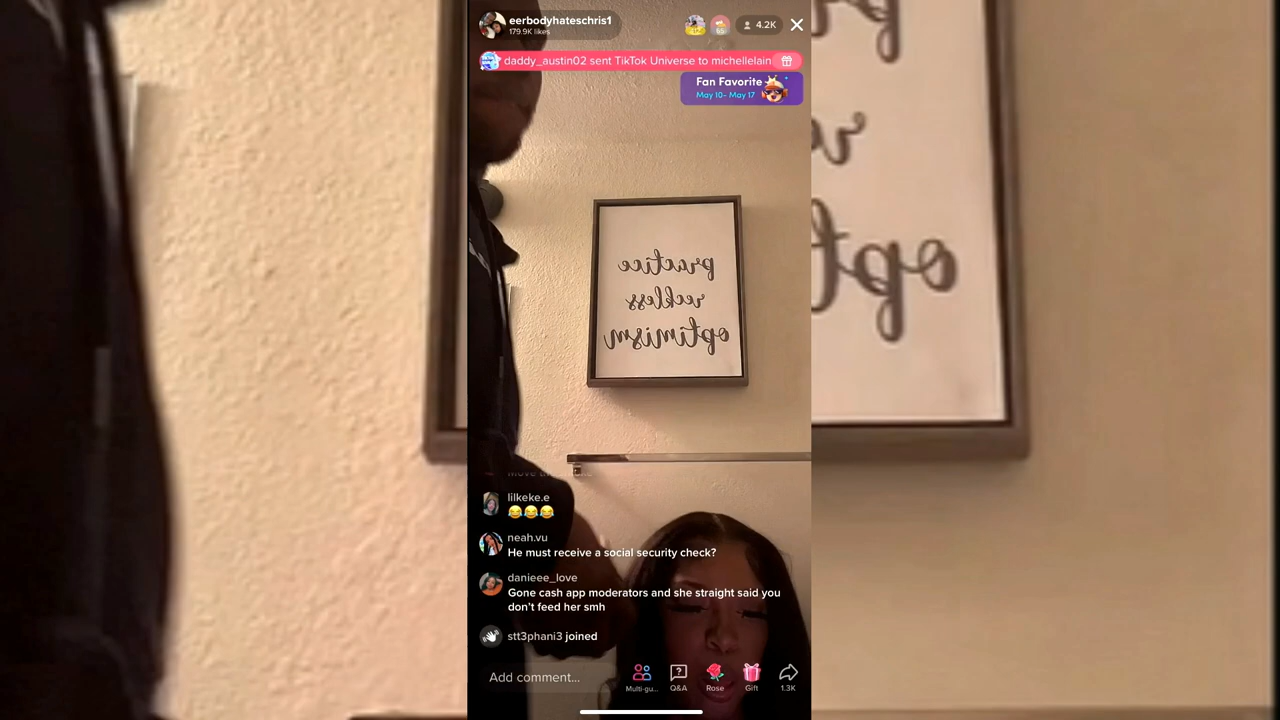 eerbodyhateschris1
179.9K likes
4.2K
daddy_austin02 sent TikTok Universe to michellelain
Fan Favorite
May 10- May 17
practice
reckless
optimism
opt
lilkeke.e
😂😂😂
neah.vu
He must receive a social security check?
danieee_love
Gone cash app moderators and she straight said you
don't feed her smh
stt3phani3 joined
Add comment...
Multi-gu...
Q&A
Rose
Gift
1.3K